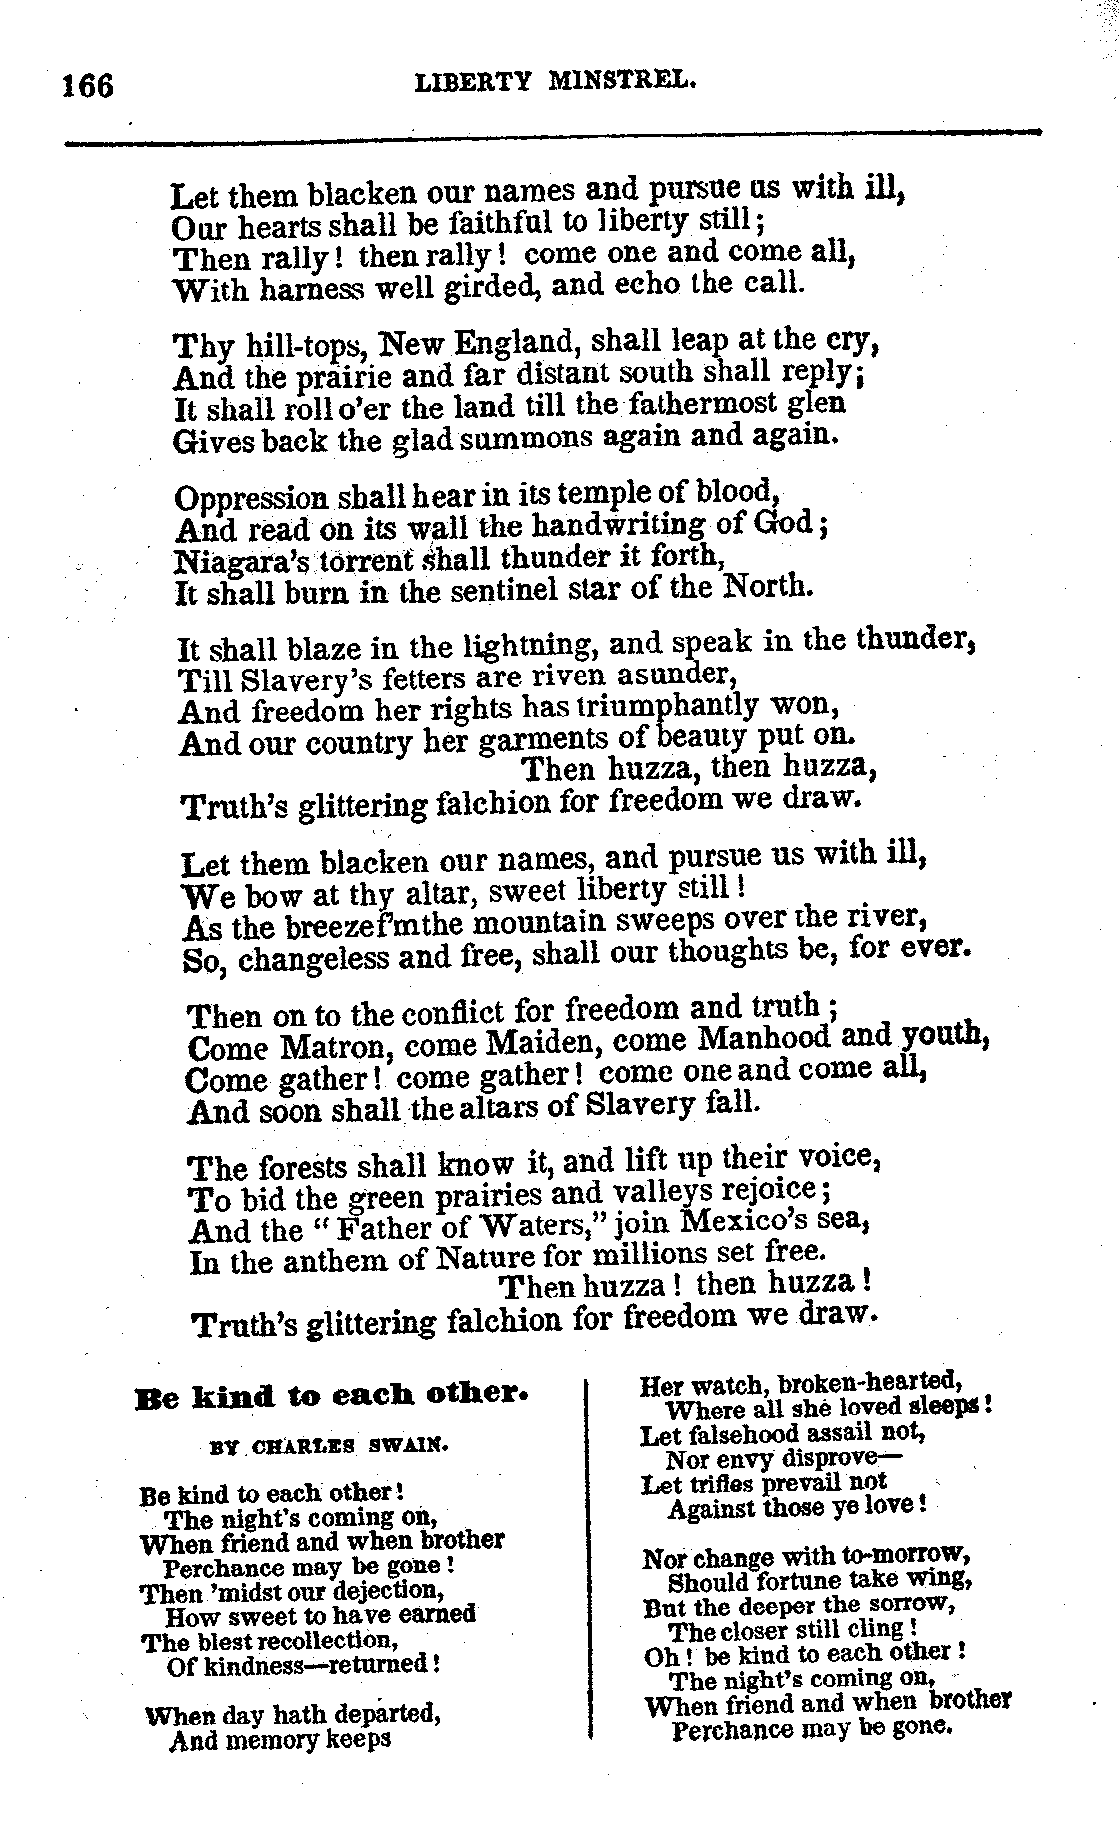 166 LIBERTY MINSTREL.
Let them blacken our names and pursue us with ill,
Our hearts shall be faithful to liberty still;
Then rally! then rally! come one and come all,
With harness well girded, and echo the call.
Thy hill-tops, New England, shall leap at the cry,
And the prairie and far distant south shall reply;
It shall roll o'er the land till the fathermost glen
Gives back the glad summons again and again.
Oppression shall hear in its temple of blood,
And read on its wall the handwriting of God;
Niagara's torrent shall thunder it forth,
It shall burn in the sentinel star of the North.
It shall blaze in the lightning, and speak in the thunder,
Till Slavery's fetters are riven asunder,
And freedom her rights has triumphantly won,
And our country her garments of beauty put on.
Then huzza, then huzza,
Truth's glittering falchion for freedom we draw.
Let them blacken our names, and pursue us with ill,
We bow at thy altar, sweet liberty still!
As the breeze f'm the mountain sweeps over the river,
So, changeless and free, shall our thoughts be, for ever.
Then on to the conflict for freedom and truth;
Come Matron, come Maiden, come Manhood and youth,
Come gather! come gather! come one and come all,
And soon shall the altars of Slavery fall.
The forests shall know it, and lift up their voice,
To bid the green prairies and valleys rejoice;
And the "Father of Waters," join Mexico's sea,
In the anthem of Nature for millions set free.
Then huzza! then huzza!
Truth's glittering falchion for freedom we draw.
Be kind to each other.
BY CHARLES SWAIN.
Be kind to each other!
The night's coming on,
When friend and when brother
Perchance may be gone!
Then 'midst our dejection,
How sweet to have earned
The blest recollection,
Of kindness—returned!
When day hath departed,
And memory keeps
Her watch, broken-hearted,
Where all she loved sleeps!
Let falsehood assail not,
Nor envy disprove—
Let trifles prevail not
Against those ye love!
Nor change with to-morrow,
Should fortune take wing,
But the deeper the sorrow,
The closer still cling!
Oh! be kind to each other!
The night's coming on,
When friend and when brother
Perchance may be gone.